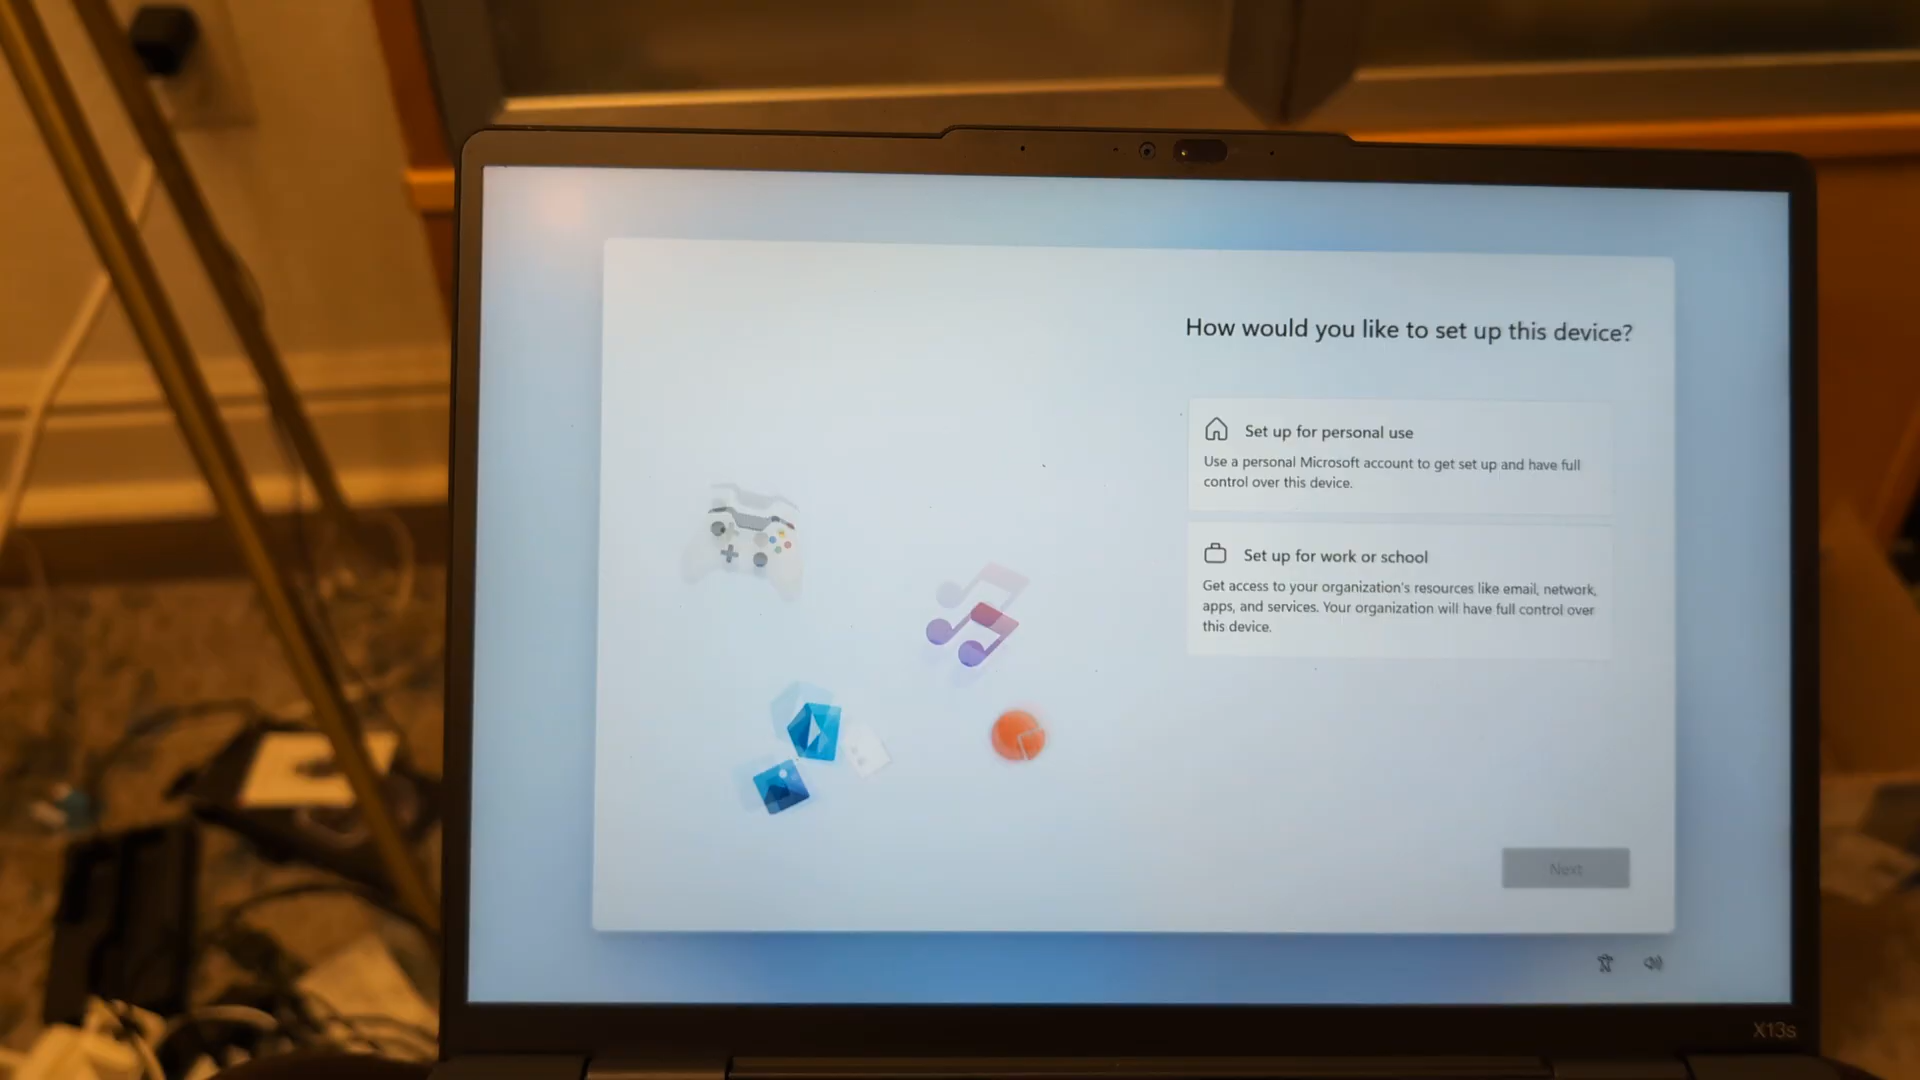 How would you like to set up this device?
Set up for personal use
Use a personal Microsoft account to get set up and have full
control over this device.
Set up for work or school
Get access to your organization's resources like email, network,
apps, and services. Your organization will have full control over
this device.
Next
X13s